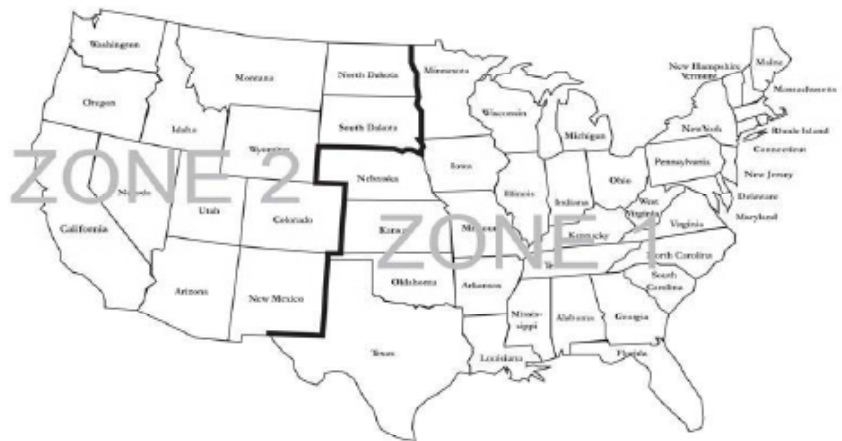 Washington
Maine
New Hampshire
Vermont
Montana
North Dakota
Minnesota
Massachusetts
Oregon
Wisconsin
Idaho
South Dakota
Michigan
New York
Rhode Island
Connecticut
Wyoming
ZONE 2
Nebraska
Iowa
Pennsylvania
New Jersey
Nevada
Illinois
Indiana
Ohio
Delaware
Utah
Colorado
West
Virginia
Maryland
California
Kansas
Missouri
ZONE 1
Kentucky
Virginia
North Carolina
Te
Arizona
New Mexico
Oklahoma
Arkansas
South
Carolina
Missis-
sippi
Alabama
Georgia
Texas
Louisiana
Florida